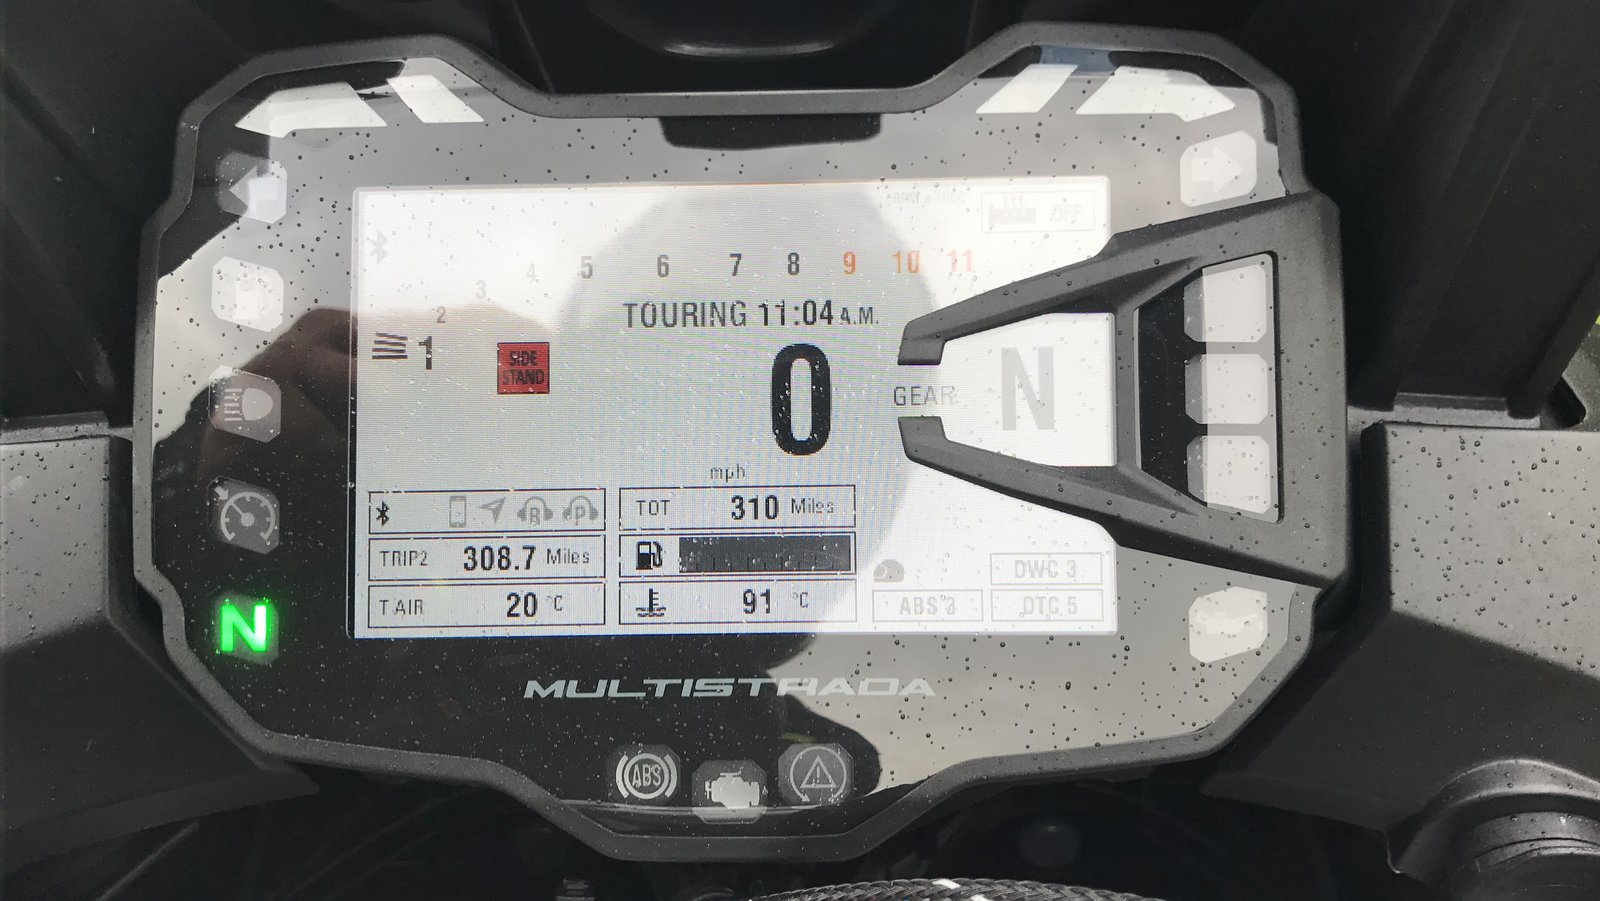 OFF
4 5 6 7 8 9 10 11
3
2
1
TOURING 11:04 A.M.
SIDE
STAND
0
GEAR
N
mph
R P
TOT 310 Miles
TRIP2 308.7 Miles
T AIR 20 °C
91 °C
DWC 3
ABS 3
DTC 5
N
MULTISTRADA
ABS